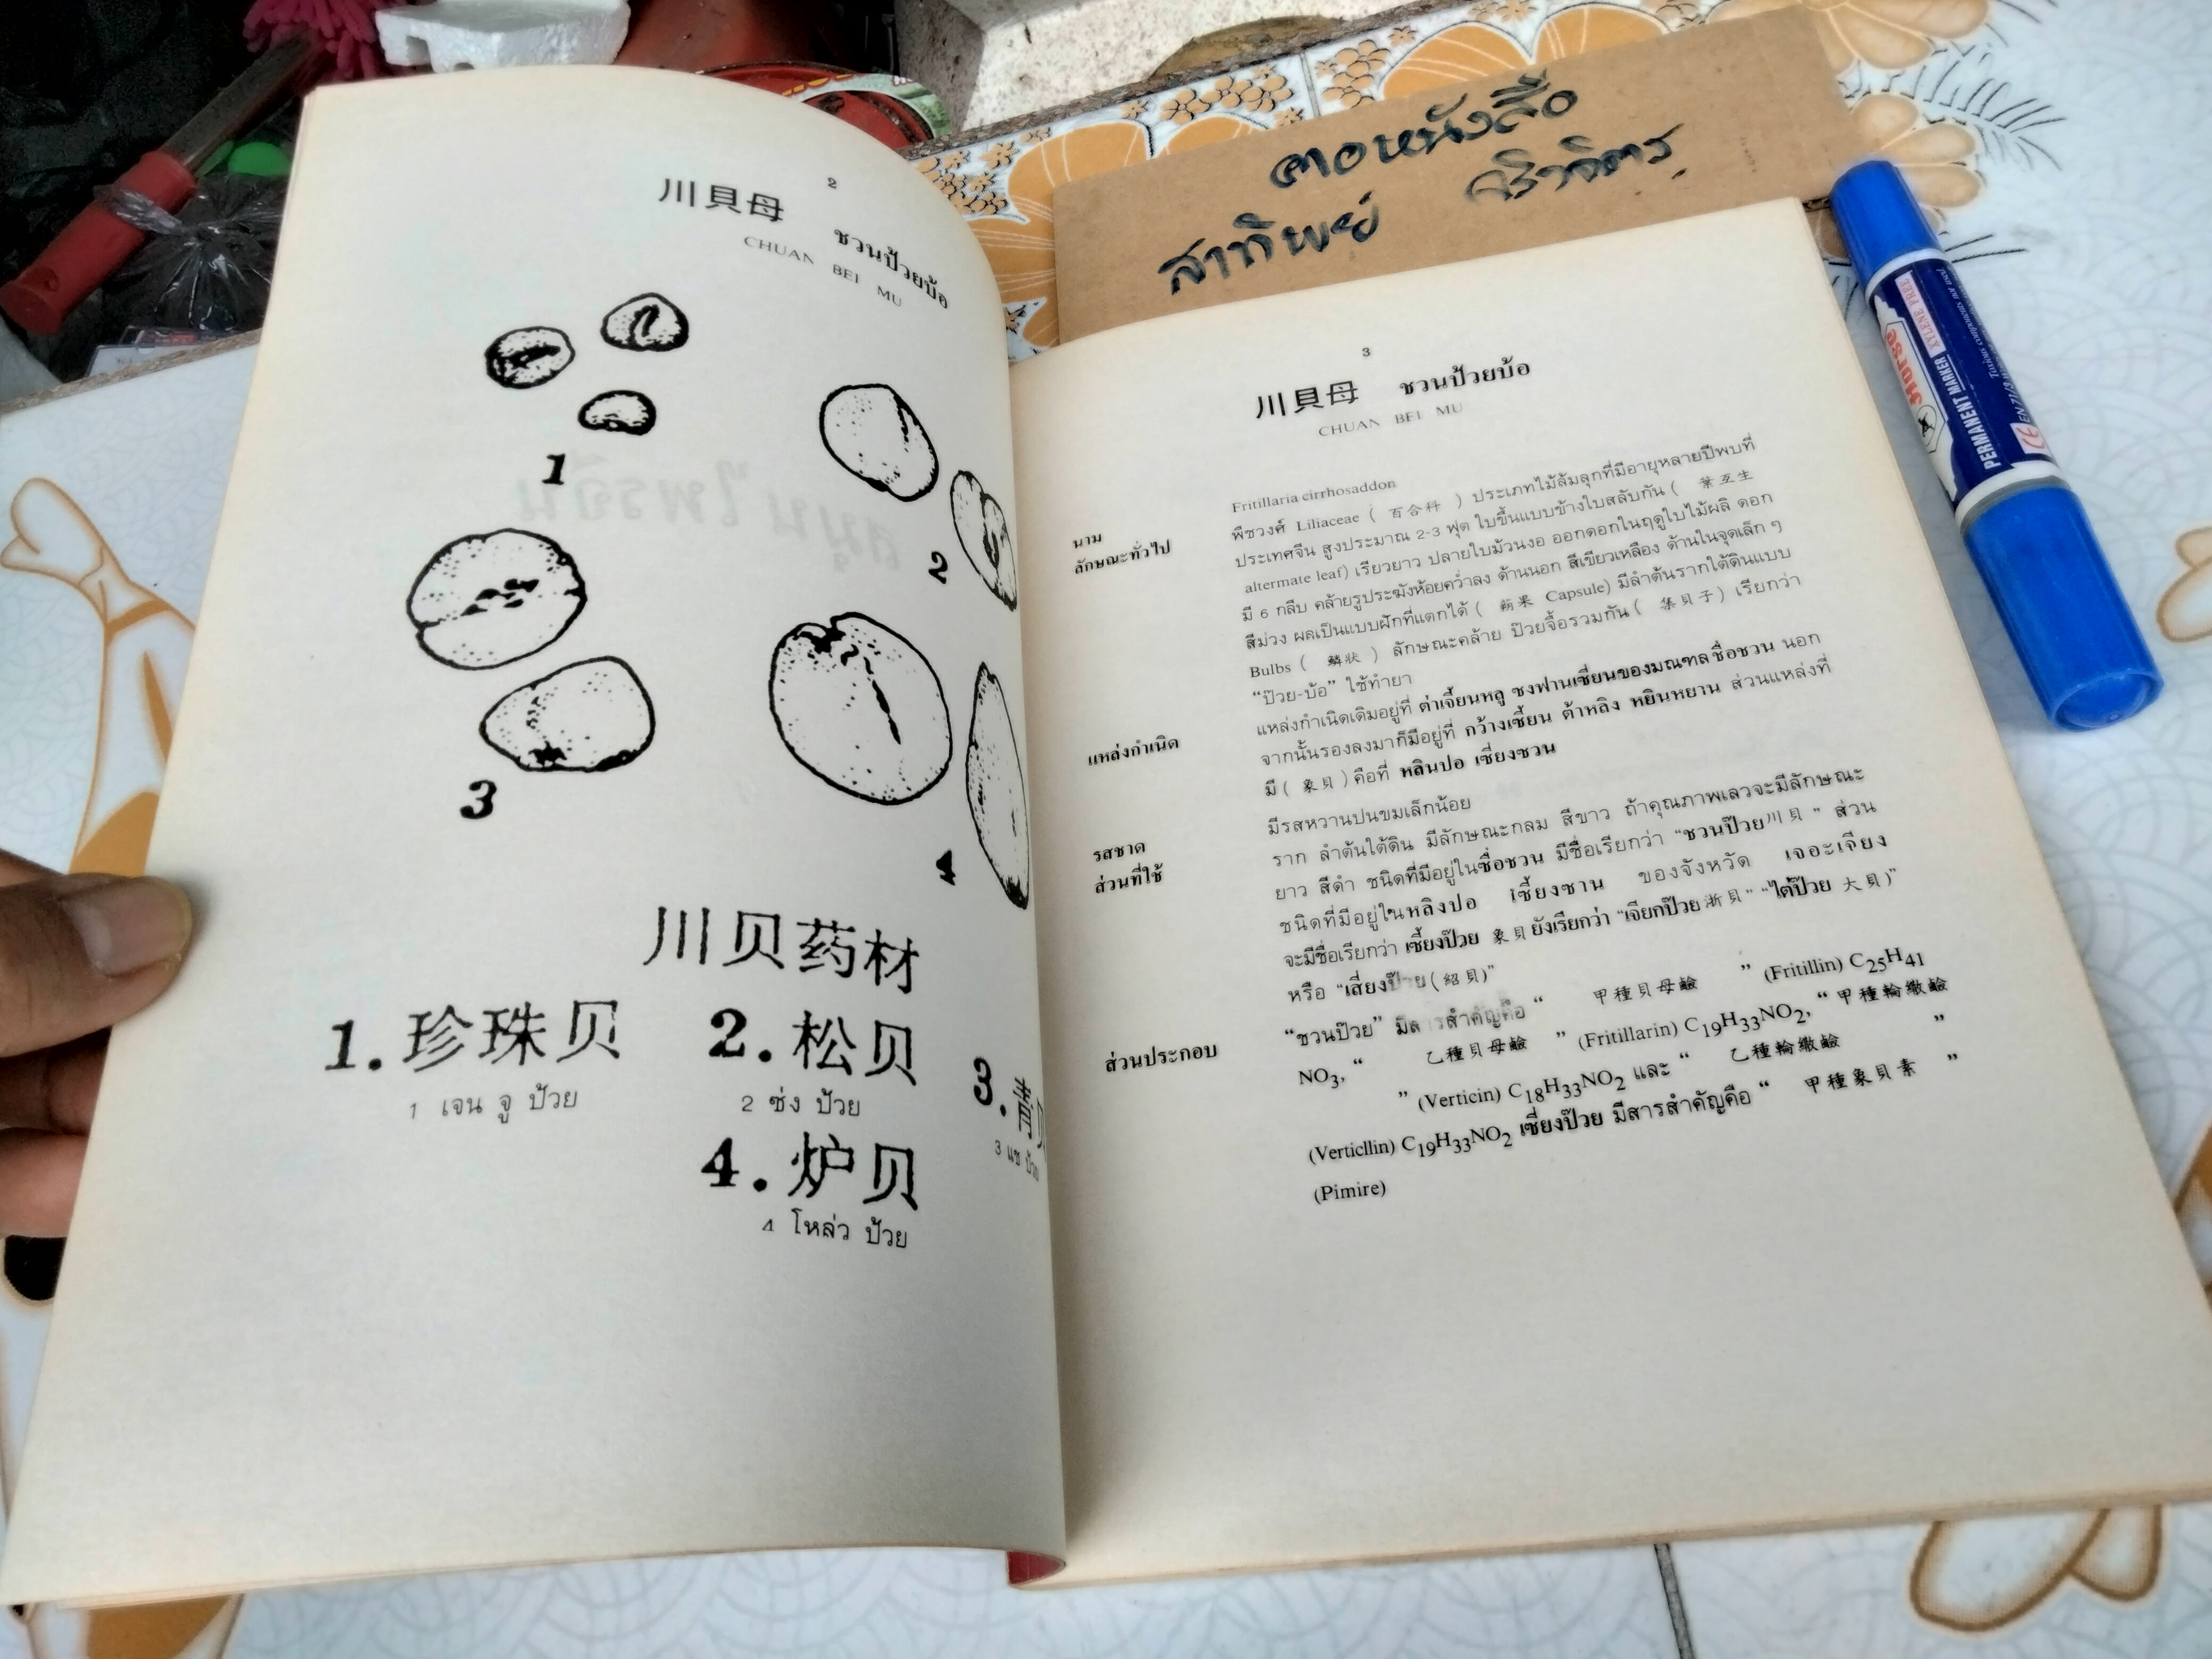 2
川貝母 ชวนป้วยบ้อ
CHUAN BEI MU
1
2
3
4
川贝药材
1. 珍珠贝 2. 松贝
1 เจน จู ป้วย 2 ซ่ง ป้วย
3.
4. 炉贝
4 โหล่ว ป้วย
คอหนังสือ
สาทิพย์
Horse
PERMANENT MARKER
XYLENE FREE
3
川貝母 ชวนป้วยบ้อ
CHUAN BEI MU
นาม Fritillaria cirrhosaddon
ลักษณะทั่วไป พืชวงศ์ Liliaceae ( 百合科 ) ประเภทไม้ล้มลุกที่มีอายุหลายปีพบที่
ประเทศจีน สูงประมาณ 2-3 ฟุต ใบขึ้นแบบข้างใบสลับกัน ( 葉互生
altermate leaf) เรียวยาว ปลายใบม้วนงอ ออกดอกในฤดูใบไม้ผลิ ดอก
มี 6 กลีบ คล้ายรูประฆังห้อยคว่ำลง ด้านนอก สีเขียวเหลือง ด้านในจุดเล็ก ๆ
สีม่วง ผลเป็นแบบฝักที่แตกได้ ( 蒴果 Capsule) มีลำต้นรากใต้ดินแบบ
Bulbs ( 鱗狀 ) ลักษณะคล้าย ป๊วยจื้อรวมกัน ( 集貝子 ) เรียกว่า
“ป๊วย-บ้อ” ใช้ทำยา
แหล่งกำเนิด แหล่งกำเนิดเดิมอยู่ที่ ต่าเจี้ยนหลู ซงฟานเซี่ยนของมณฑลชื่อชวน นอก
จากนั้นรองลงมาก็มีอยู่ที่ กว้างเซี้ยน ต้าหลิง หยินหยาน ส่วนแหล่งที่
มี ( 象貝 ) คือที่ หลินปอ เซี่ยงซวน
รสชาด มีรสหวานปนขมเล็กน้อย
ส่วนที่ใช้ ราก ลำต้นใต้ดิน มีลักษณะกลม สีขาว ถ้าคุณภาพเลวจะมีลักษณะ
ยาว สีดำ ชนิดที่มีอยู่ในชื่อชวน มีชื่อเรียกว่า “ชวนป๊วย川貝 ” ส่วน
ชนิดที่มีอยู่ในหลิงปอ เซี้ยงซาน ของจังหวัด เจอะเจียง
จะมีชื่อเรียกว่า เซี้ยงป๊วย 象貝 ยังเรียกว่า “เจียกป๊วย 浙貝” “ไต่ป๊วย 大貝)”
หรือ “เสี่ยงป๊วย (紹貝)”
ส่วนประกอบ “ชวนป๊วย” มีสารสำคัญคือ “ 甲種貝母鹼 ” (Fritillin) C25H41
NO3, “ 乙種貝母鹼 ” (Fritillarin) C19H33NO2, “ 甲種輪繖鹼
” (Verticin) C18H33NO2 และ “ 乙種輪繖鹼 ”
(Verticllin) C19H33NO2 เซี่ยงป๊วย มีสารสำคัญคือ “ 甲種象貝素 ”
(Pimire)